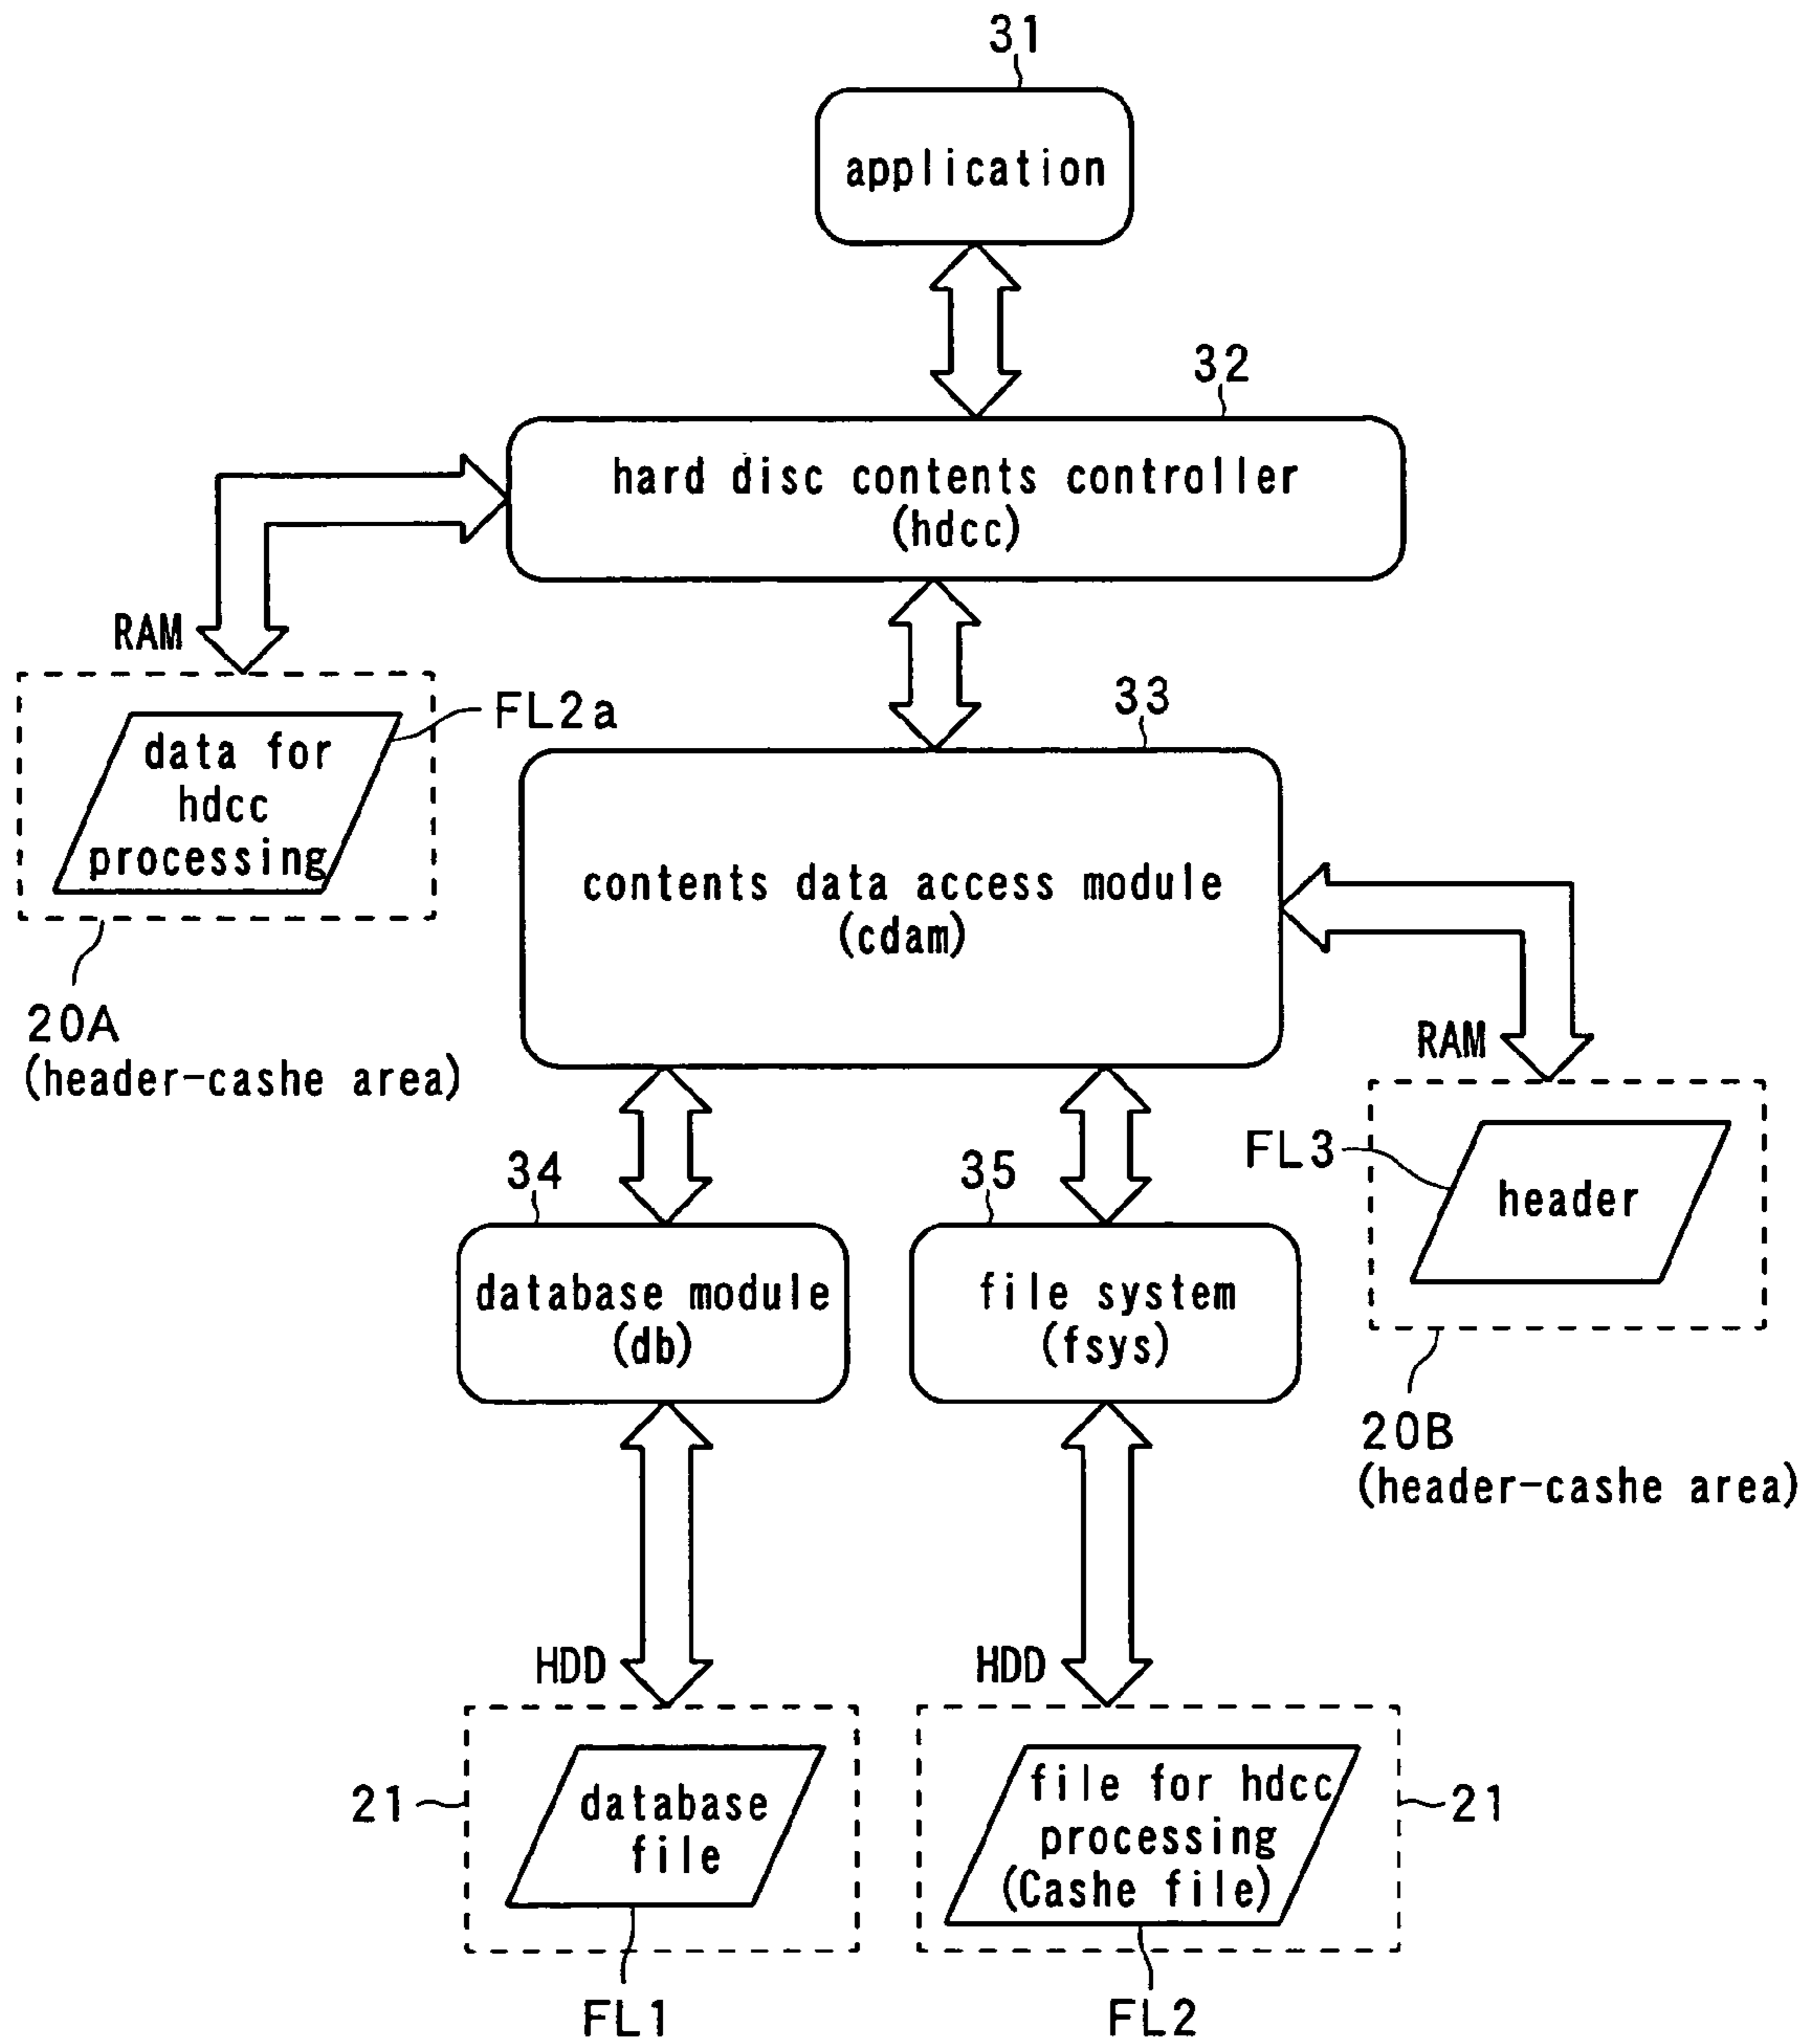 31
application
32
hard disc contents controller
(hdcc)
RAM
FL2a
data for
hdcc
processing
20A
(header-cashe area)
33
contents data access module
(cdam)
RAM
FL3
header
20B
(header-cashe area)
34
database module
(db)
35
file system
(fsys)
HDD
HDD
21
database
file
FL1
file for hdcc
processing
(Cashe file)
21
FL2